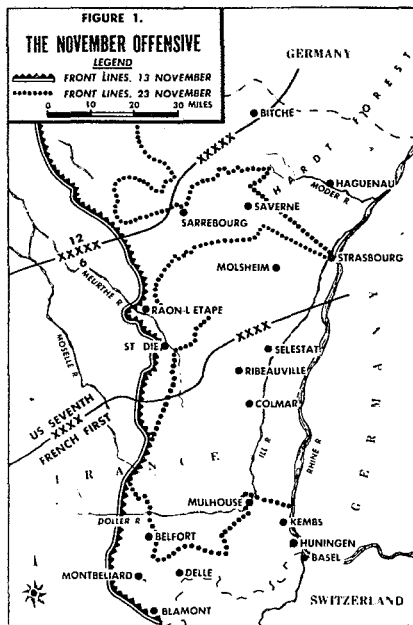 FIGURE 1.
THE NOVEMBER OFFENSIVE
LEGEND
FRONT LINES, 13 NOVEMBER
FRONT LINES, 23 NOVEMBER
0 10 20 30 MILES
GERMANY
BITCHE
XXXXX
HARDT FOREST
HAGUENAU
MODER R
SAVERNE
SARREBOURG
12
XXXXX
6
STRASBOURG
MOLSHEIM
MEURTHE R
RAON-L ETAPE
XXXX
ST DIE
MOSELLE R
SELESTAT
RIBEAUVILLE
COLMAR
US SEVENTH
XXXX
FRENCH FIRST
GERMANY
ILL R
RHINE R
FRANCE
MULHOUSE
DOLLER R
KEMBS
BELFORT
HUNINGEN
BASEL
MONTBELIARD
DELLE
SWITZERLAND
BLAMONT